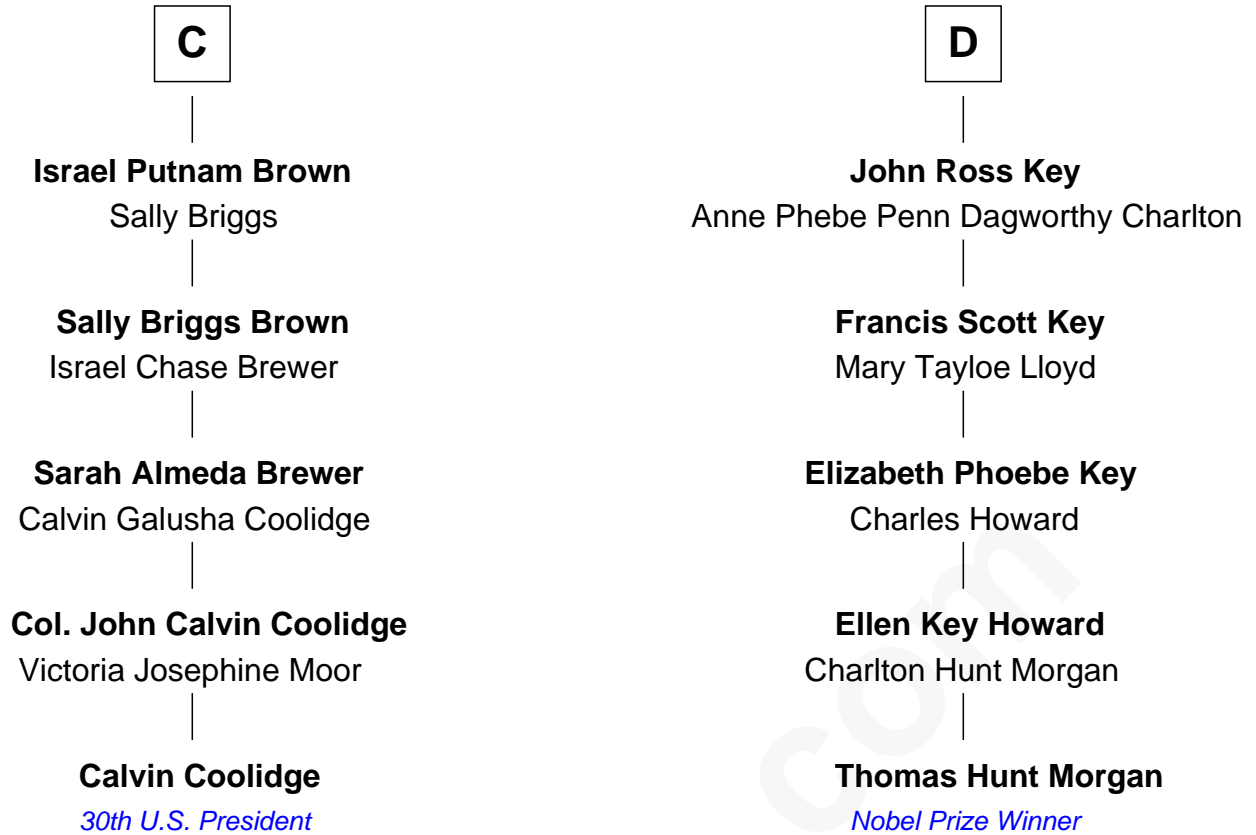 C
Israel Putnam Brown
Sally Briggs
Sally Briggs Brown
Israel Chase Brewer
Sarah Almeda Brewer
Calvin Galusha Coolidge
Col. John Calvin Coolidge
Victoria Josephine Moor
Calvin Coolidge
30th U.S. President
D
John Ross Key
Anne Phebe Penn Dagworthy Charlton
Francis Scott Key
Mary Tayloe Lloyd
Elizabeth Phoebe Key
Charles Howard
Ellen Key Howard
Charlton Hunt Morgan
Thomas Hunt Morgan
Nobel Prize Winner
com